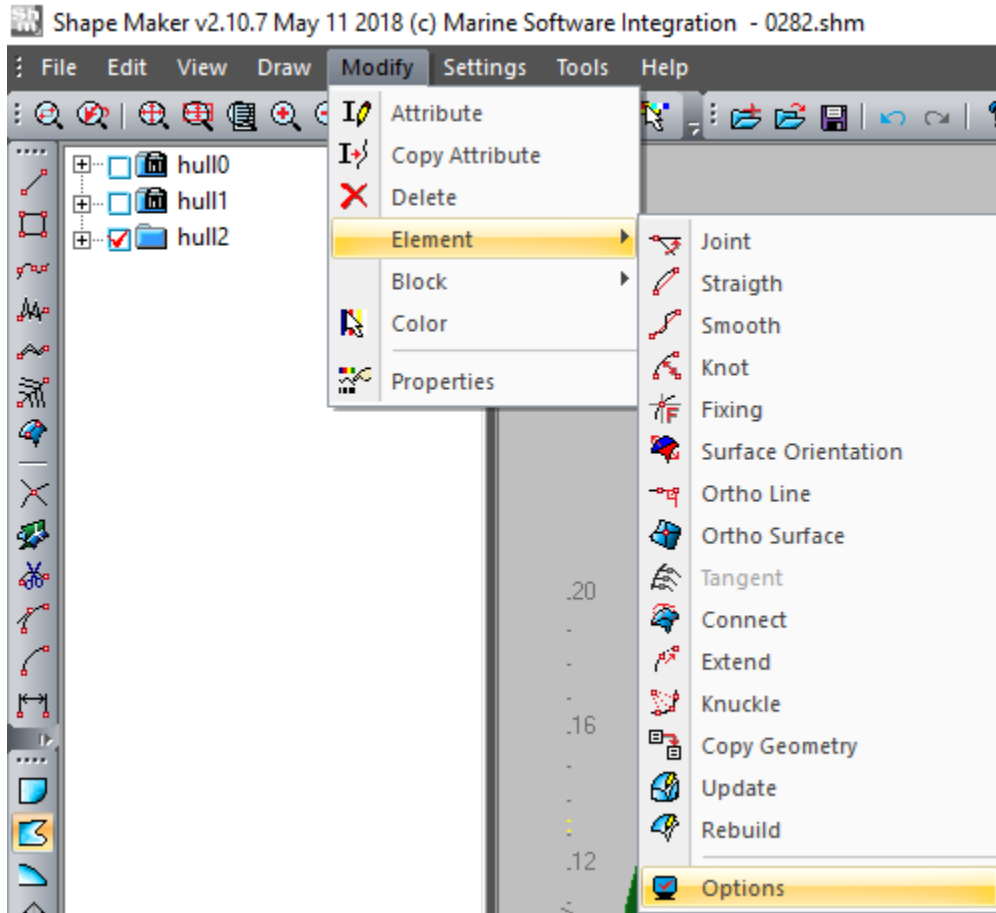 Shape Maker v2.10.7 May 11 2018 (c) Marine Software Integration - 0282.shm
File Edit View Draw Modify Settings Tools Help
hull0
hull1
hull2
Attribute
Copy Attribute
Delete
Element
Block
Color
Properties
Joint
Straigth
Smooth
Knot
Fixing
Surface Orientation
Ortho Line
Ortho Surface
Tangent
Connect
Extend
Knuckle
Copy Geometry
Update
Rebuild
Options
.20
.16
.12